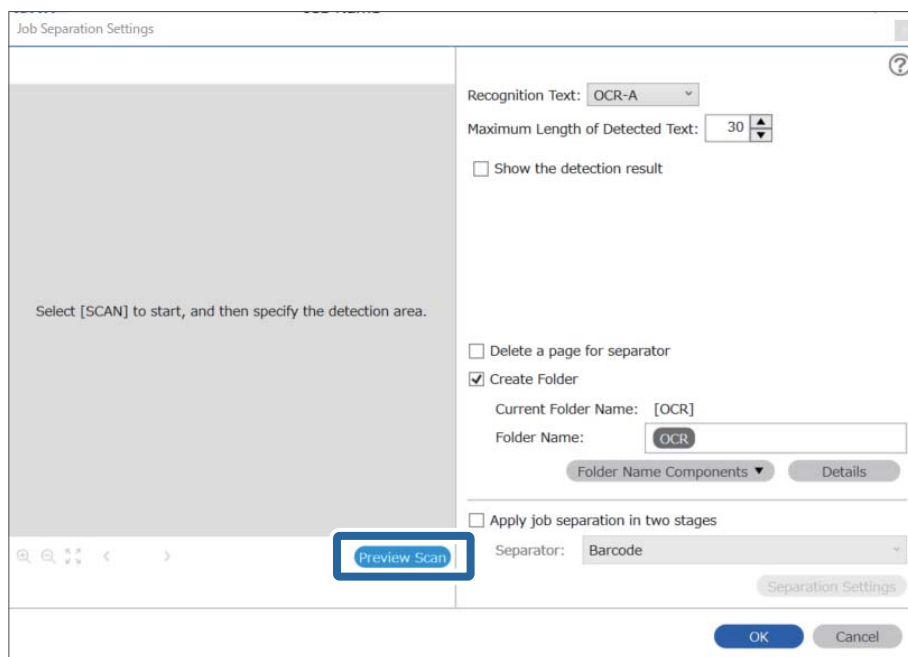 Job Separation Settings
Recognition Text: OCR-A
Maximum Length of Detected Text: 30
Show the detection result
Select [SCAN] to start, and then specify the detection area.
Delete a page for separator
Create Folder
Current Folder Name: [OCR]
Folder Name: OCR
Folder Name Components ▼ Details
Apply job separation in two stages
Preview Scan
Separator: Barcode
Separation Settings
OK Cancel